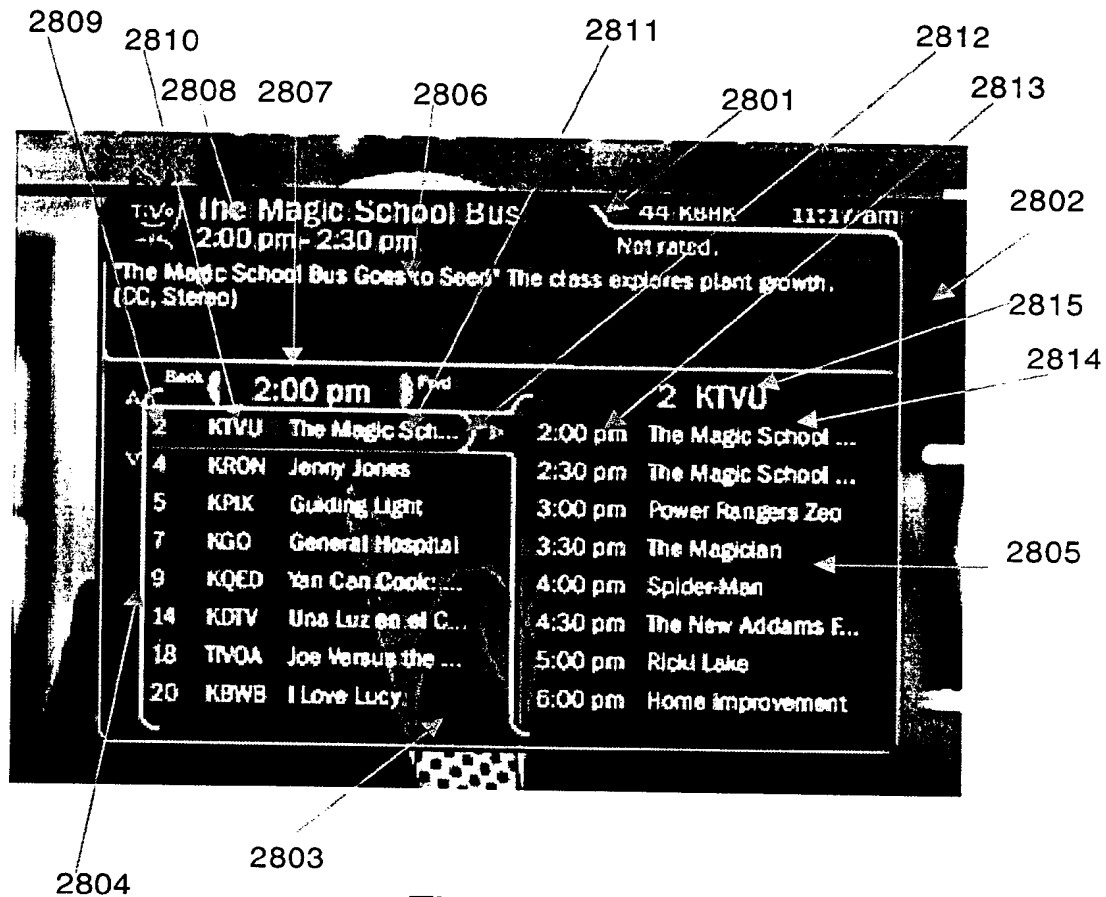 2809
2810
2811
2812
2808 2807 2806
2801
2813
TiVo
The Magic School Bus
44 KBHK 11:17 am
2802
2:00 pm - 2:30 pm
Not rated.
"The Magic School Bus Goes to Seed" The class explores plant growth.
(CC, Stereo)
2815
2814
Back 2:00 pm Fwd
2 KTVU
2 KTVU The Magic Sch...
4 KRON Jenny Jones
5 KPIX Guiding Light
7 KGO General Hospital
9 KQED Yan Can Cook: ...
14 KDTV Una Luz en el C...
18 TIVOA Joe Versus the ...
20 KBWB I Love Lucy
2:00 pm The Magic School ...
2:30 pm The Magic School ...
3:00 pm Power Rangers Zeo
3:30 pm The Magician
4:00 pm Spider-Man
4:30 pm The New Addams F...
5:00 pm Ricki Lake
6:00 pm Home Improvement
2805
2803
2804